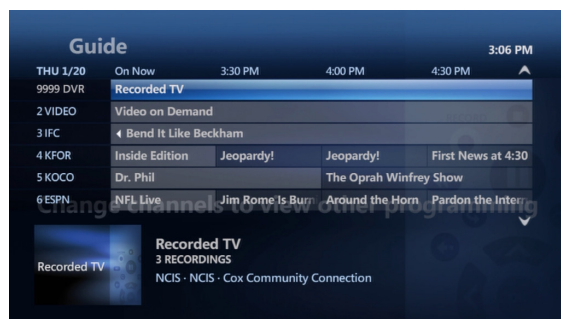 Guide
3:06 PM
THU 1/20 On Now 3:30 PM 4:00 PM 4:30 PM
9999 DVR Recorded TV
2 VIDEO Video on Demand
3 IFC Bend It Like Beckham
4 KFOR Inside Edition Jeopardy! Jeopardy! First News at 4:30
5 KOCO Dr. Phil The Oprah Winfrey Show
6 ESPN NFL Live Jim Rome Is Burn Around the Horn Pardon the Inter
Change channels to view other programming
Recorded TV
Recorded TV
3 RECORDINGS
NCIS · NCIS · Cox Community Connection